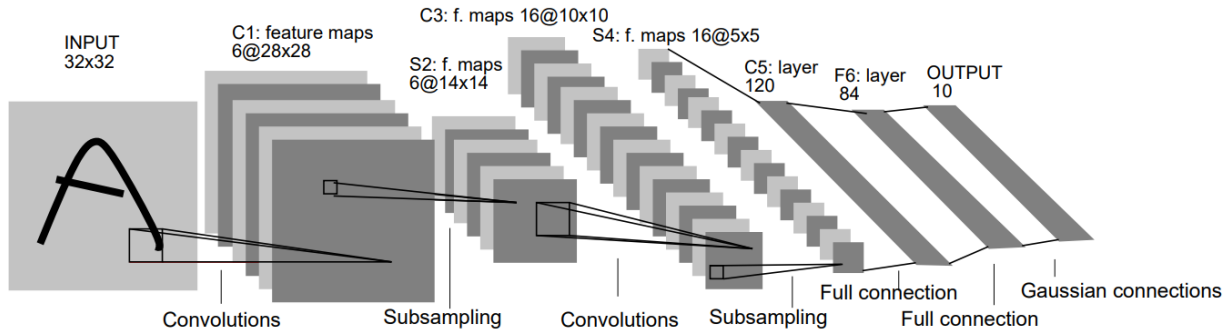 INPUT
32x32
C1: feature maps
6@28x28
S2: f. maps
6@14x14
C3: f. maps 16@10x10
S4: f. maps 16@5x5
C5: layer
120
F6: layer
84
OUTPUT
10
Convolutions
Subsampling
Convolutions
Subsampling
Full connection
Full connection
Gaussian connections